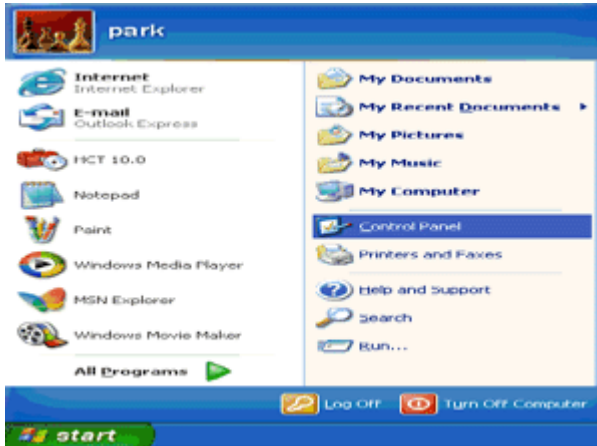 park
Internet
Internet Explorer
E-mail
Outlook Express
HCT 10.0
Notepad
Paint
Windows Media Player
MSN Explorer
Windows Movie Maker
All Programs
My Documents
My Recent Documents
My Pictures
My Music
My Computer
Control Panel
Printers and Faxes
Help and Support
Search
Run...
Log Off
Turn Off Computer
start